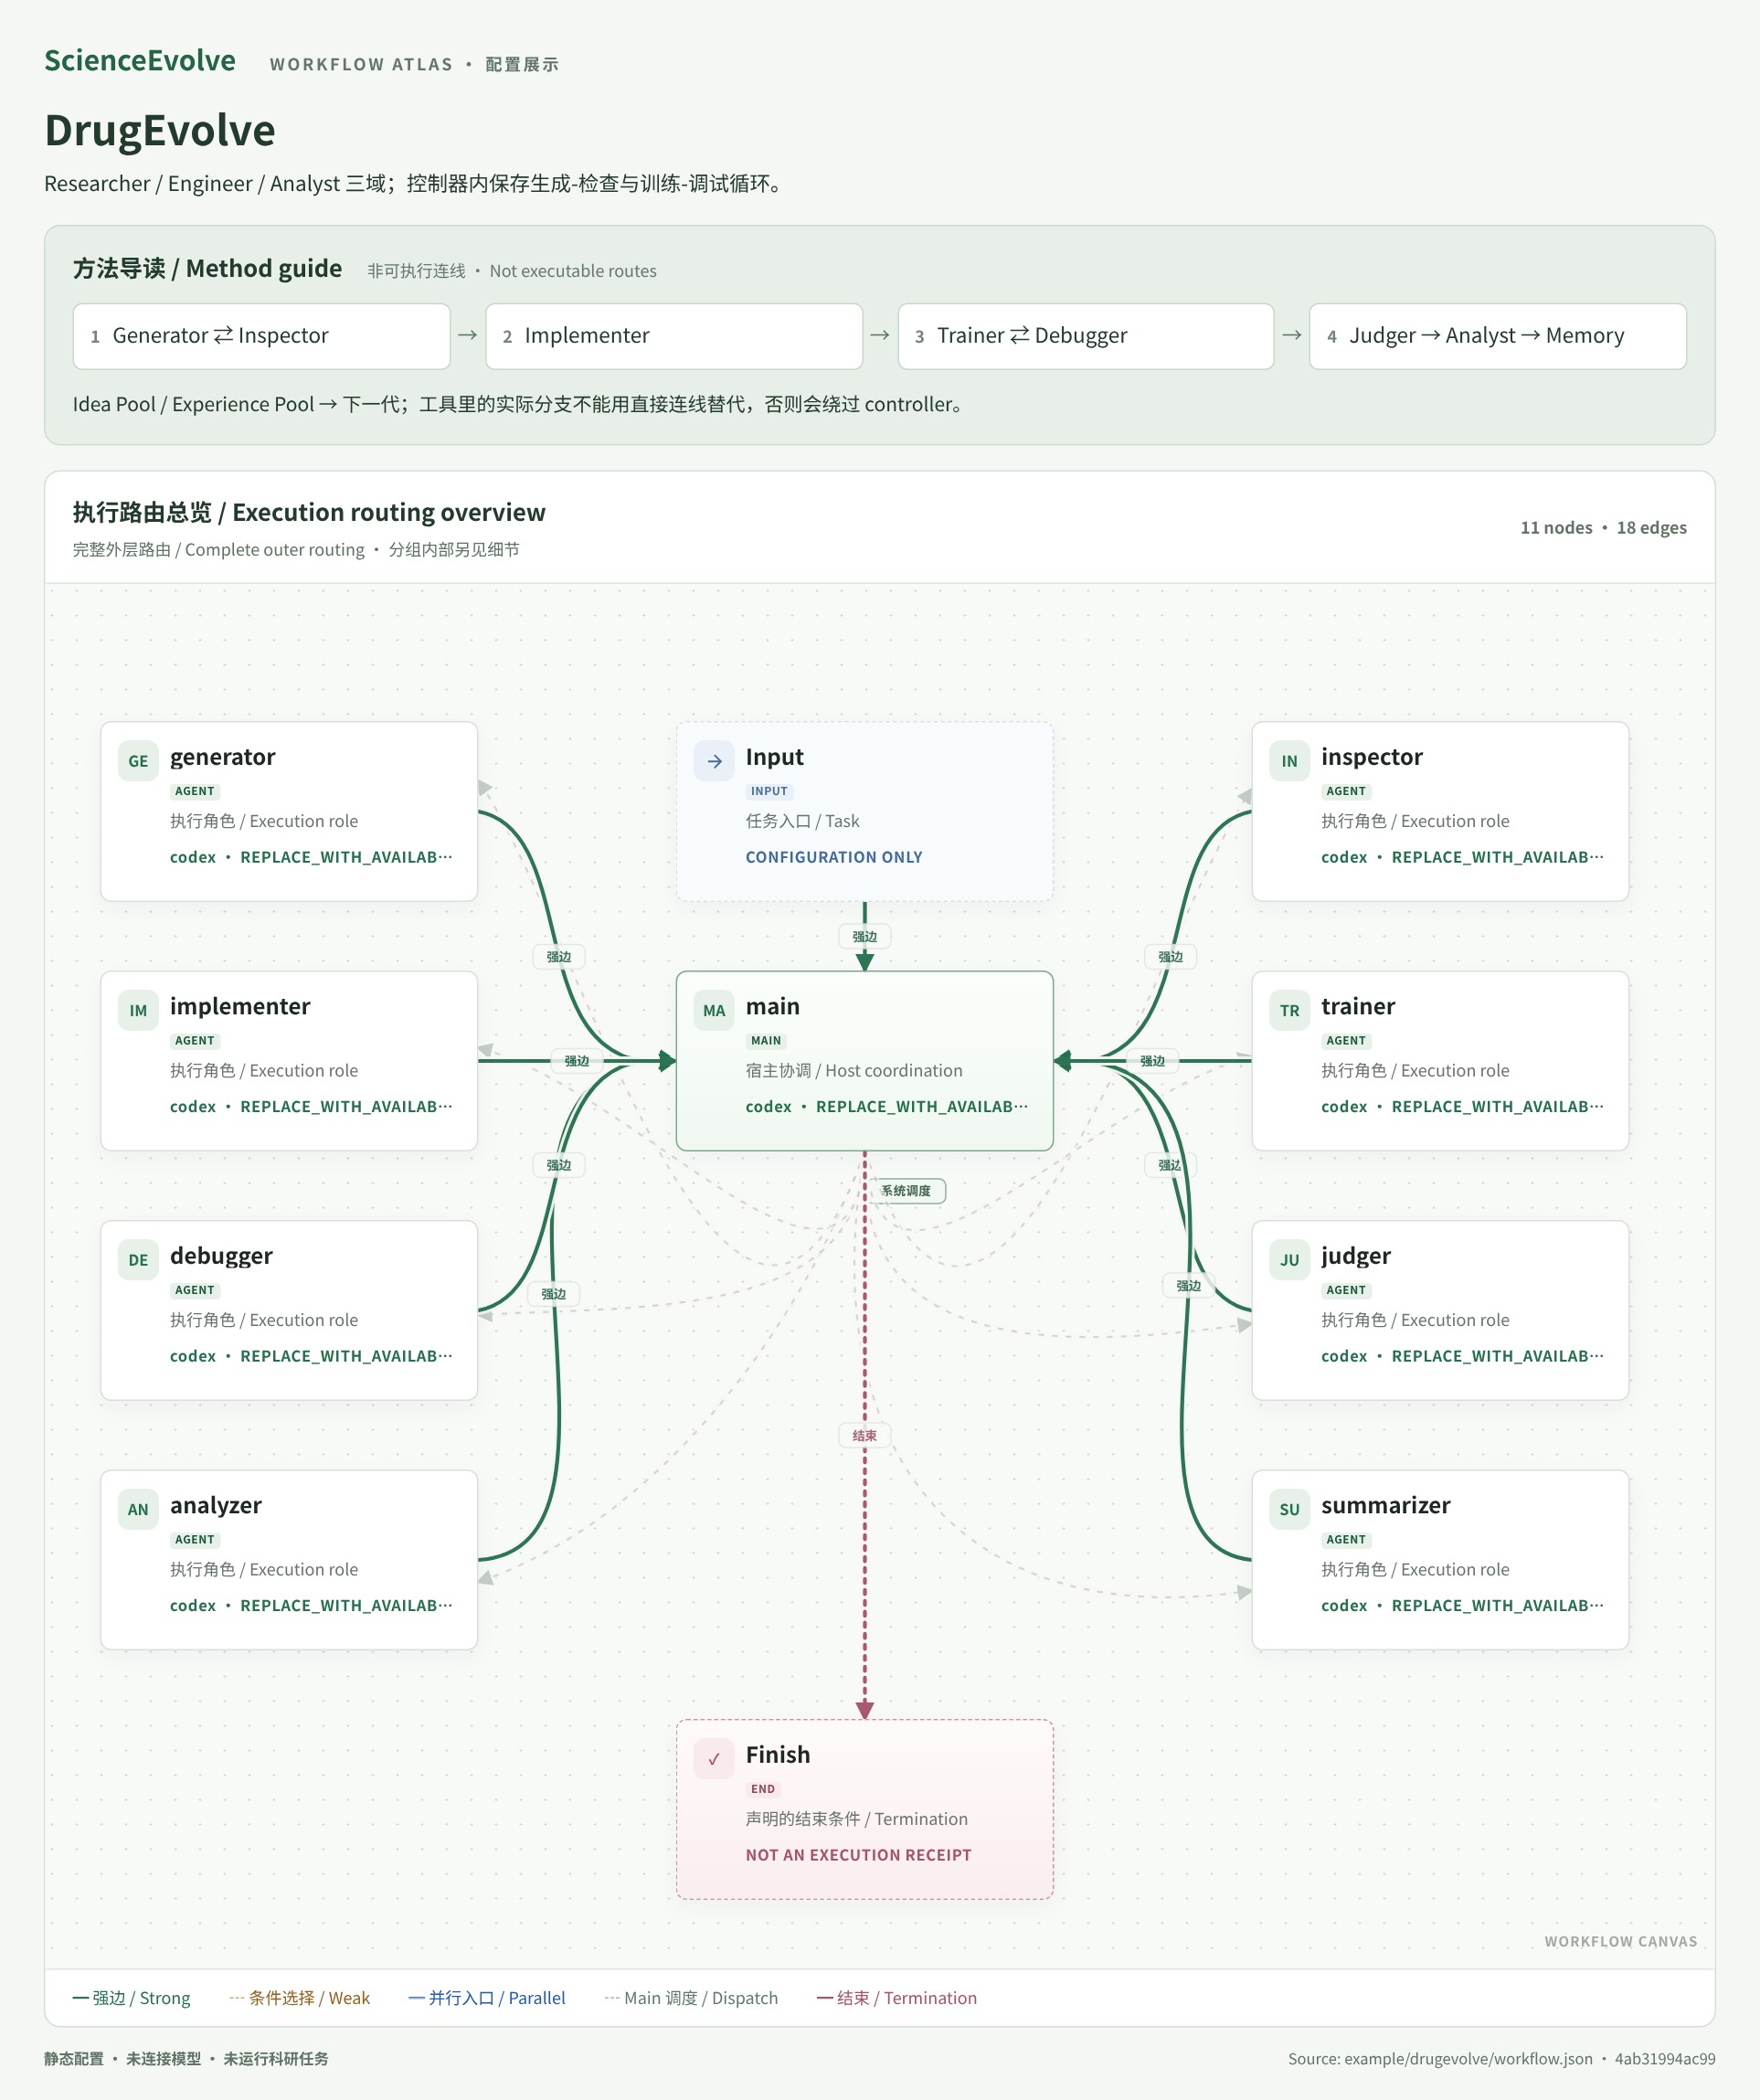 ScienceEvolve WORKFLOW ATLAS • 配置展示
DrugEvolve
Researcher / Engineer / Analyst 三域；控制器内保存生成-检查与训练-调试循环。
方法导读 / Method guide 非可执行连线 • Not executable routes
1 Generator ⇄ Inspector → 2 Implementer → 3 Trainer ⇄ Debugger → 4 Judger → Analyst → Memory
Idea Pool / Experience Pool → 下一代；工具里的实际分支不能用直接连线替代，否则会绕过 controller。
执行路由总览 / Execution routing overview
完整外层路由 / Complete outer routing • 分组内部另见细节
11 nodes • 18 edges
GE generator
AGENT
执行角色 / Execution role
codex • REPLACE_WITH_AVAILAB…
→ Input
INPUT
任务入口 / Task
CONFIGURATION ONLY
IN inspector
AGENT
执行角色 / Execution role
codex • REPLACE_WITH_AVAILAB…
强边
强边
强边
IM implementer
AGENT
执行角色 / Execution role
codex • REPLACE_WITH_AVAILAB…
强边
MA main
MAIN
宿主协调 / Host coordination
codex • REPLACE_WITH_AVAILAB…
强边
TR trainer
AGENT
执行角色 / Execution role
codex • REPLACE_WITH_AVAILAB…
强边
强边
系统调度
DE debugger
AGENT
执行角色 / Execution role
codex • REPLACE_WITH_AVAILAB…
强边
强边
JU judger
AGENT
执行角色 / Execution role
codex • REPLACE_WITH_AVAILAB…
结束
AN analyzer
AGENT
执行角色 / Execution role
codex • REPLACE_WITH_AVAILAB…
SU summarizer
AGENT
执行角色 / Execution role
codex • REPLACE_WITH_AVAILAB…
✓ Finish
END
声明的结束条件 / Termination
NOT AN EXECUTION RECEIPT
WORKFLOW CANVAS
强边 / Strong 条件选择 / Weak 并行入口 / Parallel Main 调度 / Dispatch 结束 / Termination
静态配置 • 未连接模型 • 未运行科研任务
Source: example/drugevolve/workflow.json • 4ab31994ac99